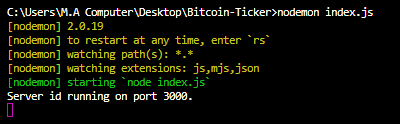 C:\Users\M.A Computer\Desktop\Bitcoin-Ticker>nodemon index.js
[nodemon] 2.0.19
[nodemon] to restart at any time, enter `rs`
[nodemon] watching path(s): *.*
[nodemon] watching extensions: js,mjs,json
[nodemon] starting `node index.js`
Server id running on port 3000.